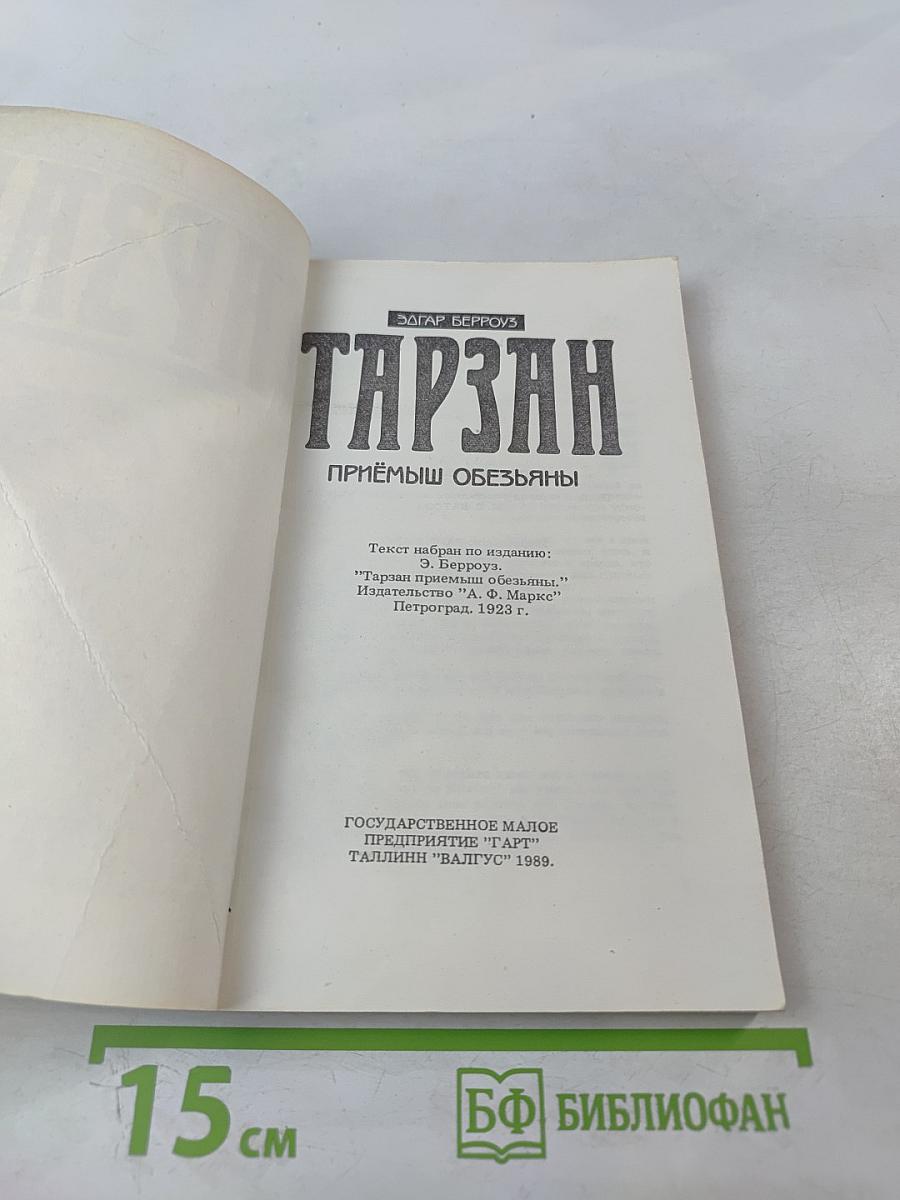 ЭДГАР БЕРРОУЗ
ТАРЗАН
ПРИЁМЫШ ОБЕЗЬЯНЫ
Текст набран по изданию:
Э. Берроуз.
"Тарзан приемыш обезьяны."
Издательство "А. Ф. Маркс"
Петроград. 1923 г.
ГОСУДАРСТВЕННОЕ МАЛОЕ
ПРЕДПРИЯТИЕ "ГАРТ"
ТАЛЛИНН "ВАЛГУС" 1989.
15 см
БФ БИБЛИОФАН